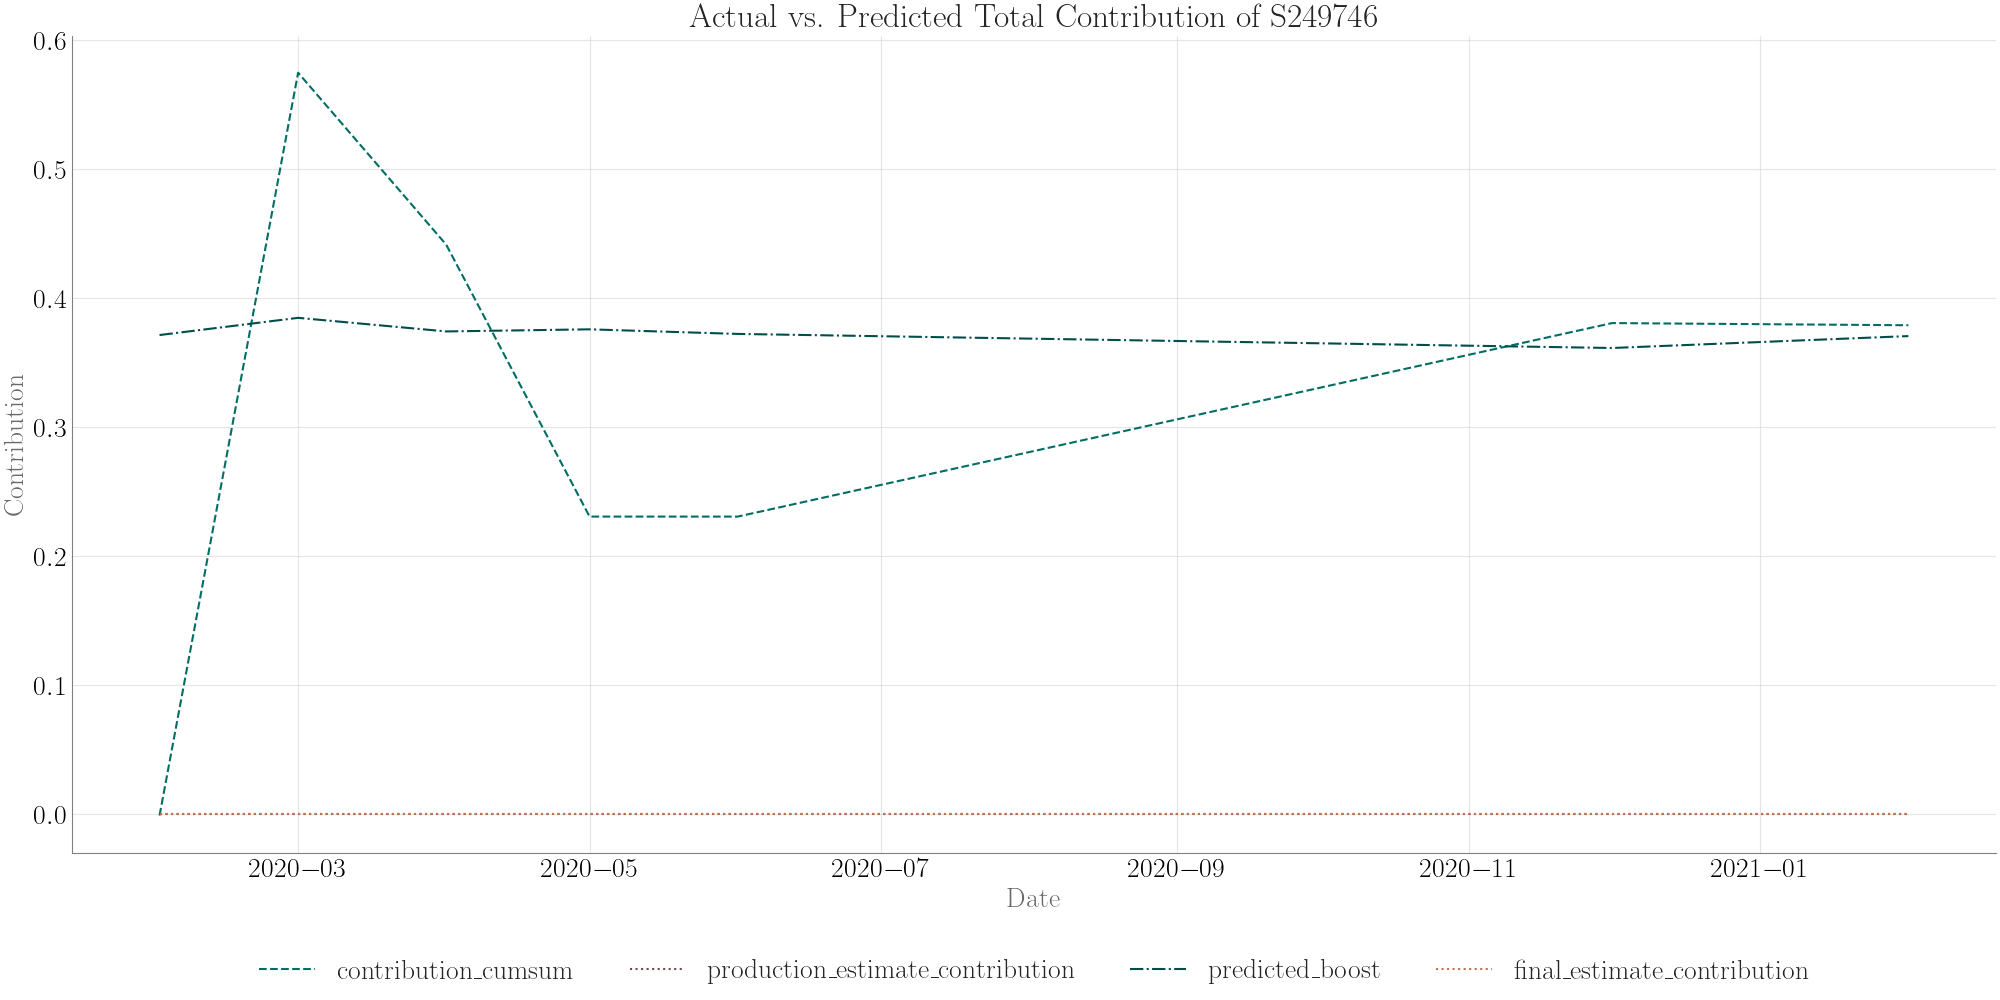 Actual vs. Predicted Total Contribution of S249746
0.6
0.5
0.4
0.3
0.2
0.1
0.0
Contribution
2020–03 2020–05 2020–07 2020–09 2020–11 2021–01
Date
contribution_cumsum production_estimate_contribution predicted_boost final_estimate_contribution